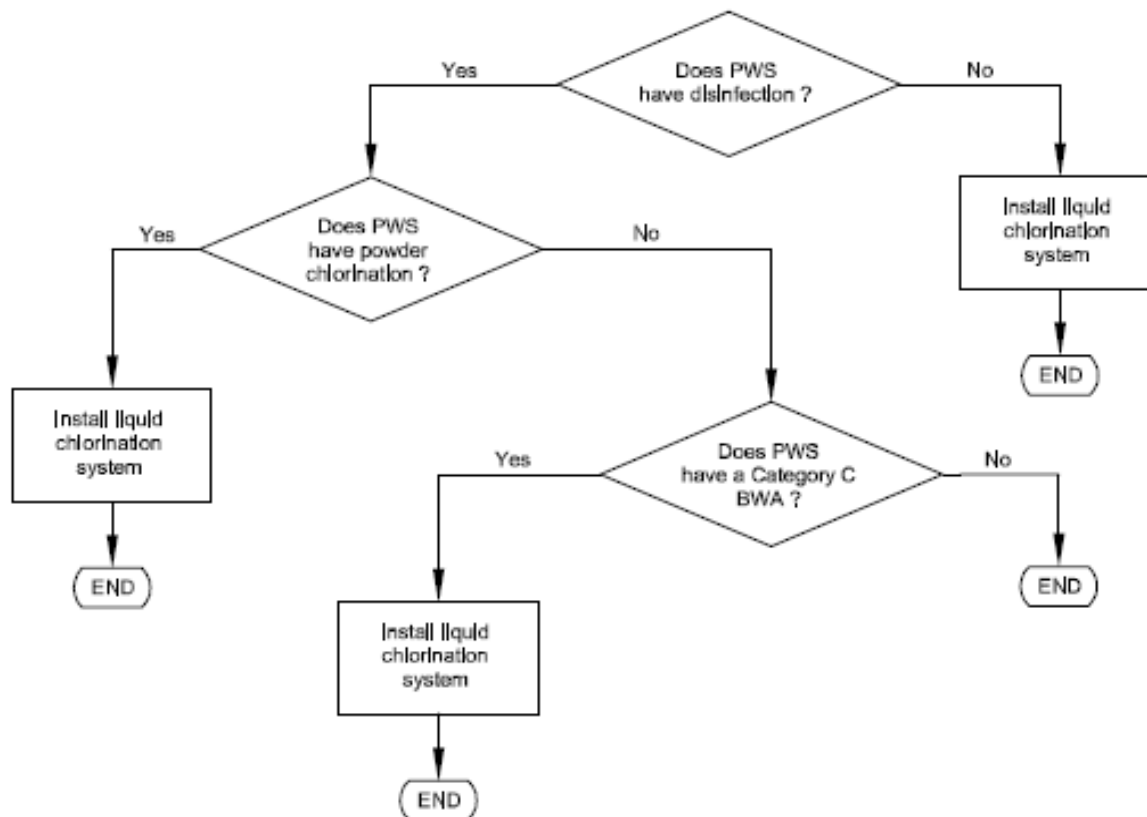 Does PWS
have disinfection ?
Yes
No
Does PWS
have powder
chlorination ?
Yes
No
Install liquid
chlorination
system
END
Install liquid
chlorination
system
END
Does PWS
have a Category C
BWA ?
Yes
No
END
Install liquid
chlorination
system
END